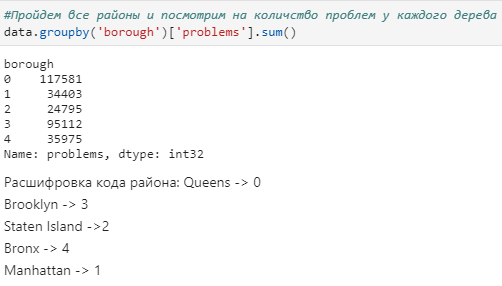 #Пройдем все районы и посмотрим на количство проблем у каждого дерева
data.groupby('borough')['problems'].sum()
borough
0    117581
1     34403
2     24795
3     95112
4     35975
Name: problems, dtype: int32
Расшифровка кода района: Queens -> 0
Brooklyn -> 3
Staten Island ->2
Bronx -> 4
Manhattan -> 1